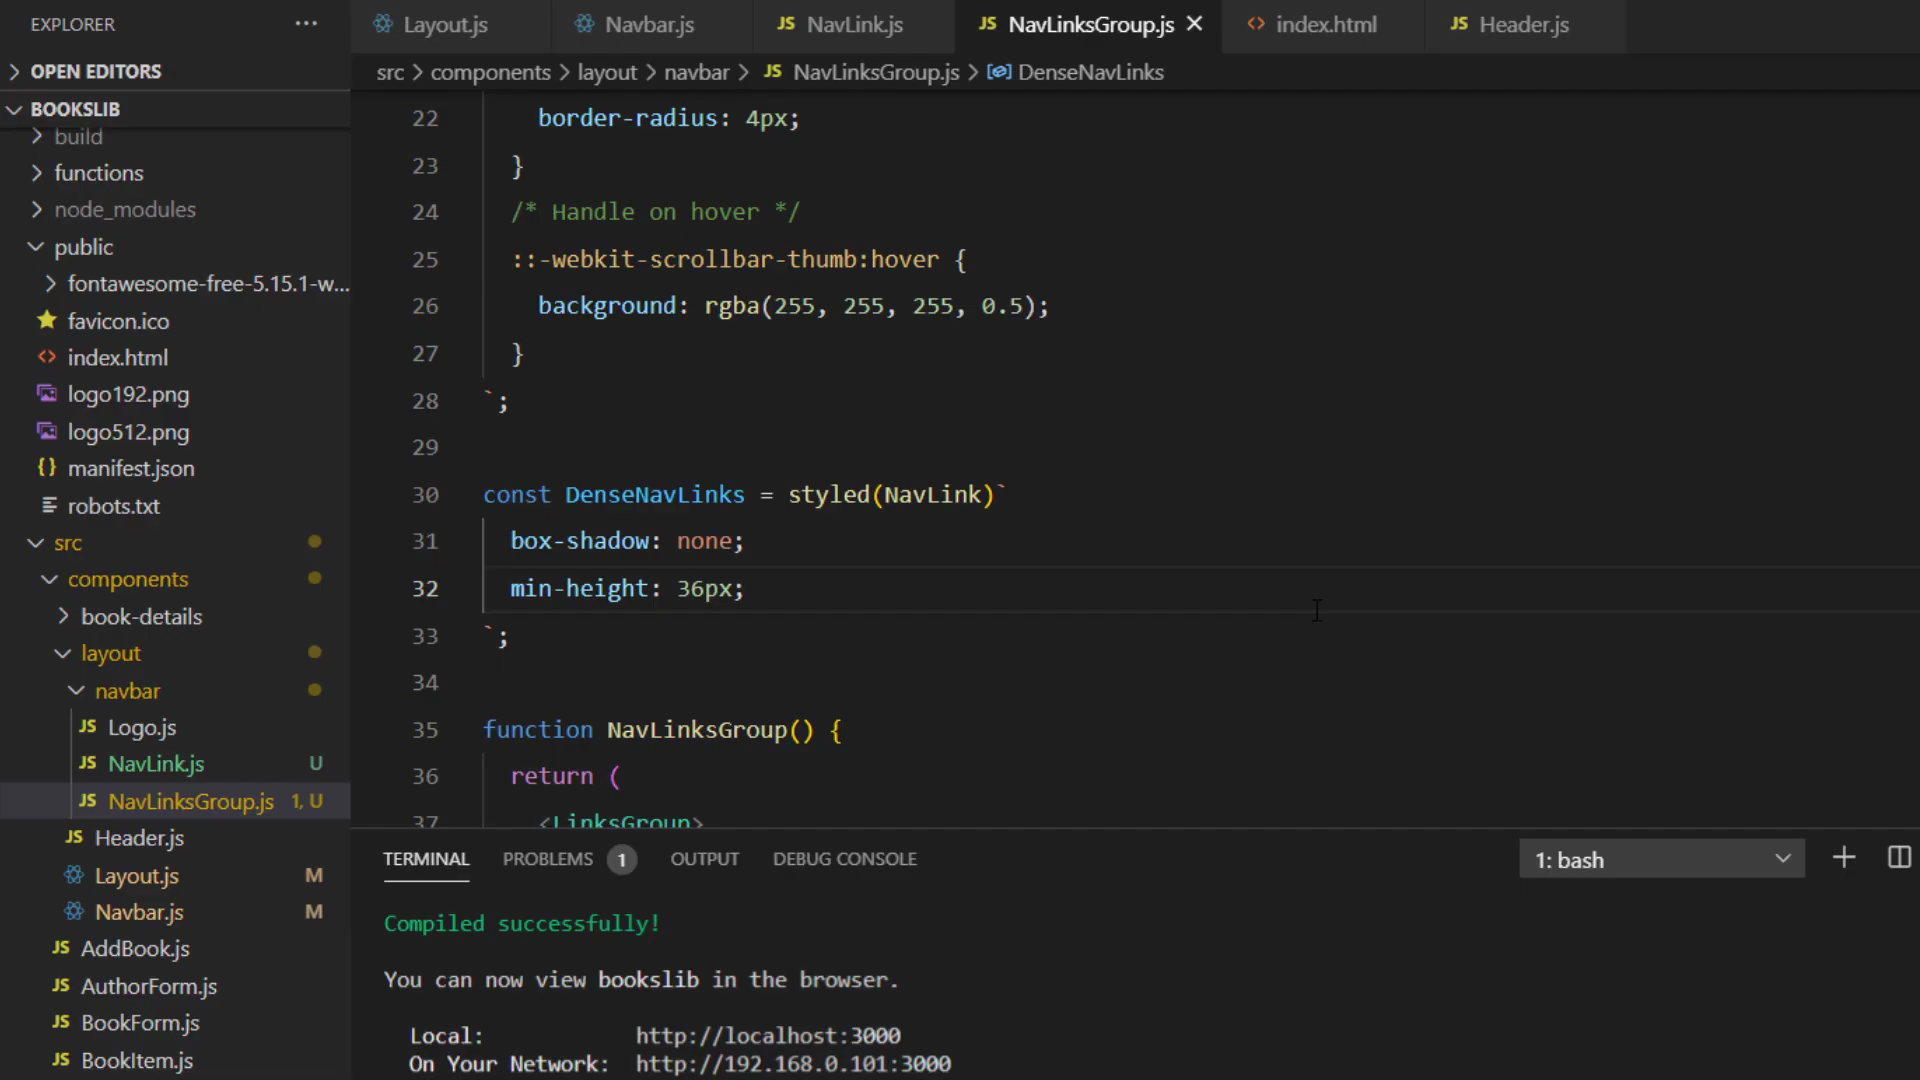 EXPLORER ···
Layout.js
Navbar.js
JS NavLink.js
JS NavLinksGroup.js
<> index.html
JS Header.js
OPEN EDITORS
src > components > layout > navbar > JS NavLinksGroup.js > DenseNavLinks
BOOKSLIB
build
functions
node_modules
public
fontawesome-free-5.15.1-w...
favicon.ico
<> index.html
logo192.png
logo512.png
{} manifest.json
robots.txt
src
components
book-details
layout
navbar
JS Logo.js
JS NavLink.js U
JS NavLinksGroup.js 1, U
JS Header.js
Layout.js M
Navbar.js M
JS AddBook.js
JS AuthorForm.js
JS BookForm.js
JS BookItem.js
22 border-radius: 4px;
23 }
24 /* Handle on hover */
25 ::-webkit-scrollbar-thumb:hover {
26 background: rgba(255, 255, 255, 0.5);
27 }
28 `;
29
30 const DenseNavLinks = styled(NavLink)`
31 box-shadow: none;
32 min-height: 36px;
33 `;
34
35 function NavLinksGroup() {
36 return (
37 <LinksGroup>
TERMINAL PROBLEMS 1 OUTPUT DEBUG CONSOLE 1: bash
Compiled successfully!
You can now view bookslib in the browser.
Local: http://localhost:3000
On Your Network: http://192.168.0.101:3000